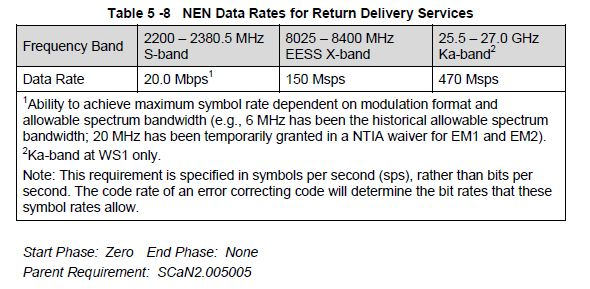 Table 5 -8 NEN Data Rates for Return Delivery Services
Frequency Band
2200 – 2380.5 MHz
S-band
8025 – 8400 MHz
EESS X-band
25.5 – 27.0 GHz
Ka-band²
Data Rate
20.0 Mbps¹
150 Msps
470 Msps
¹Ability to achieve maximum symbol rate dependent on modulation format and
allowable spectrum bandwidth (e.g., 6 MHz has been the historical allowable spectrum
bandwidth; 20 MHz has been temporarily granted in a NTIA waiver for EM1 and EM2).
²Ka-band at WS1 only.
Note: This requirement is specified in symbols per second (sps), rather than bits per
second. The code rate of an error correcting code will determine the bit rates that these
symbol rates allow.
Start Phase: Zero End Phase: None
Parent Requirement: SCaN2.005005